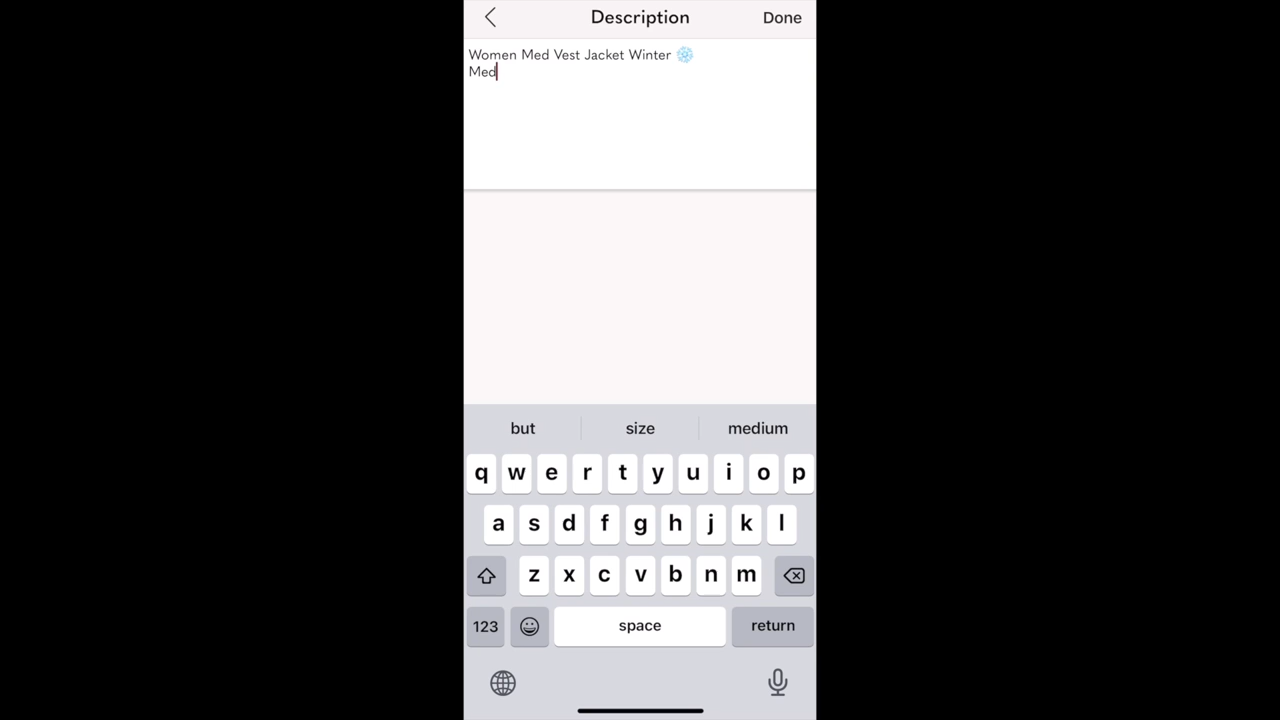 Description Done
Women Med Vest Jacket Winter ❄️
Med
but size medium
q w e r t y u i o p
a s d f g h j k l
z x c v b n m
123 space return